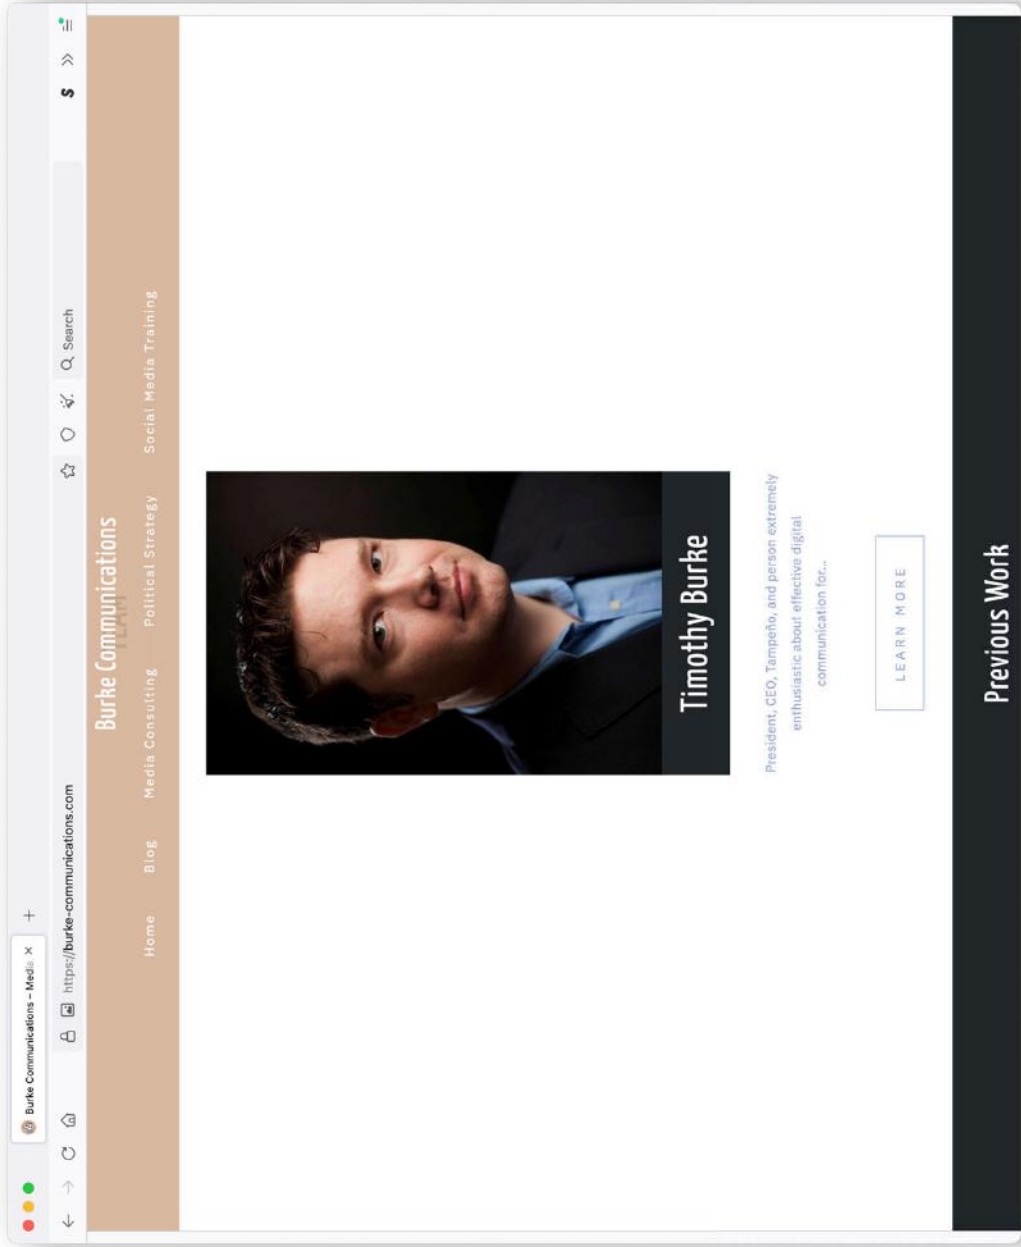 Burke Communications – Media
https://burke-communications.com
Search
S
Burke Communications
TEAM
Home Blog Media Consulting Political Strategy Social Media Training
Timothy Burke
President, CEO, Tampeño, and person extremely
enthusiastic about effective digital
communication for...
LEARN MORE
Previous Work